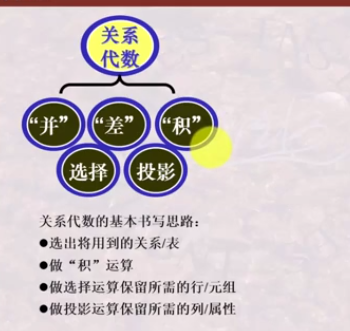 关系
代数
“并” “差” “积”
选择 投影
关系代数的基本书写思路：
●选出将用到的关系/表
●做“积”运算
●做选择运算保留所需的行/元组
●做投影运算保留所需的列/属性